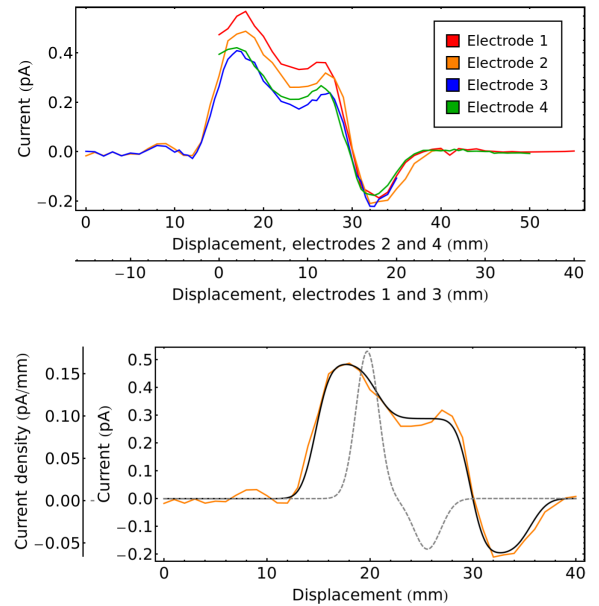 Current (pA)
0.4
0.2
0.0
−0.2
Electrode 1
Electrode 2
Electrode 3
Electrode 4
0 10 20 30 40 50
Displacement, electrodes 2 and 4 (mm)
−10 0 10 20 30 40
Displacement, electrodes 1 and 3 (mm)
Current density (pA/mm)
0.15
0.10
0.05
0.00
−0.05
Current (pA)
0.5
0.4
0.3
0.2
0.1
0.0
−0.1
−0.2
0 10 20 30 40
Displacement (mm)